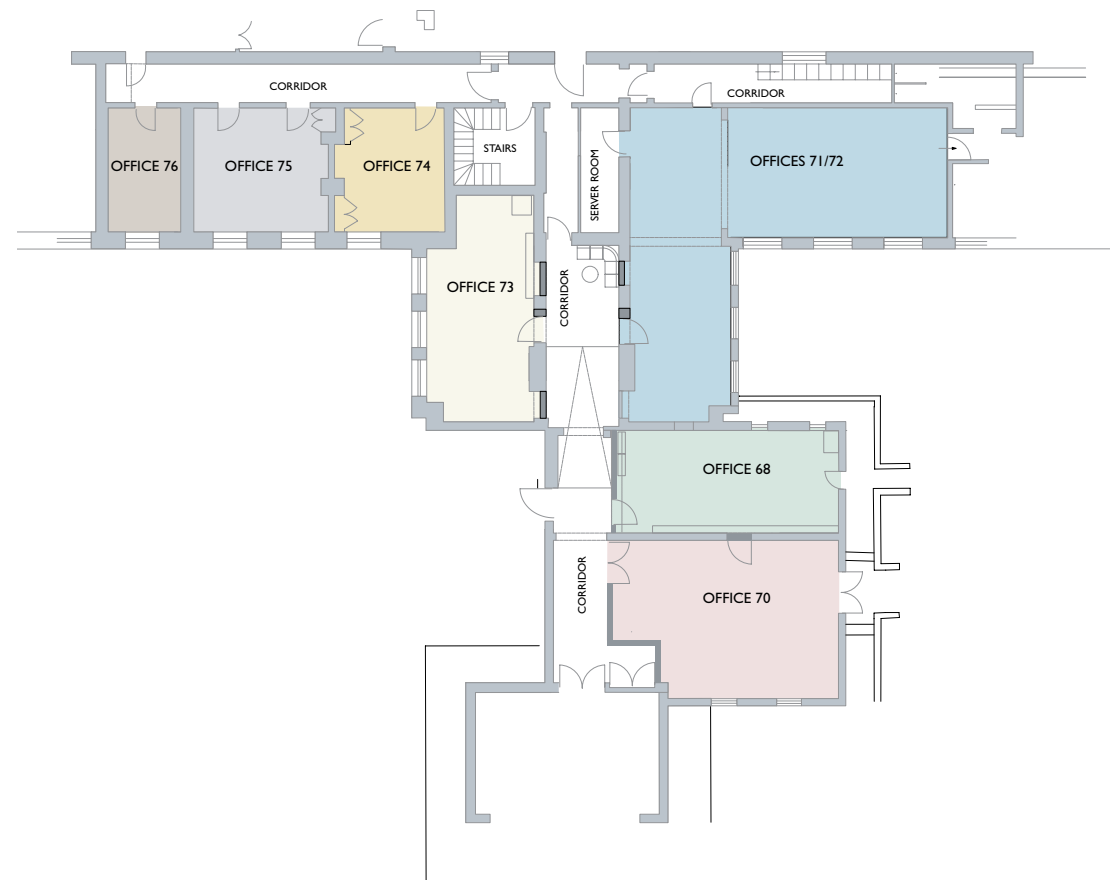 CORRIDOR
CORRIDOR
OFFICE 76
OFFICE 75
OFFICE 74
STAIRS
SERVER ROOM
OFFICES 71/72
OFFICE 73
CORRIDOR
OFFICE 68
CORRIDOR
OFFICE 70